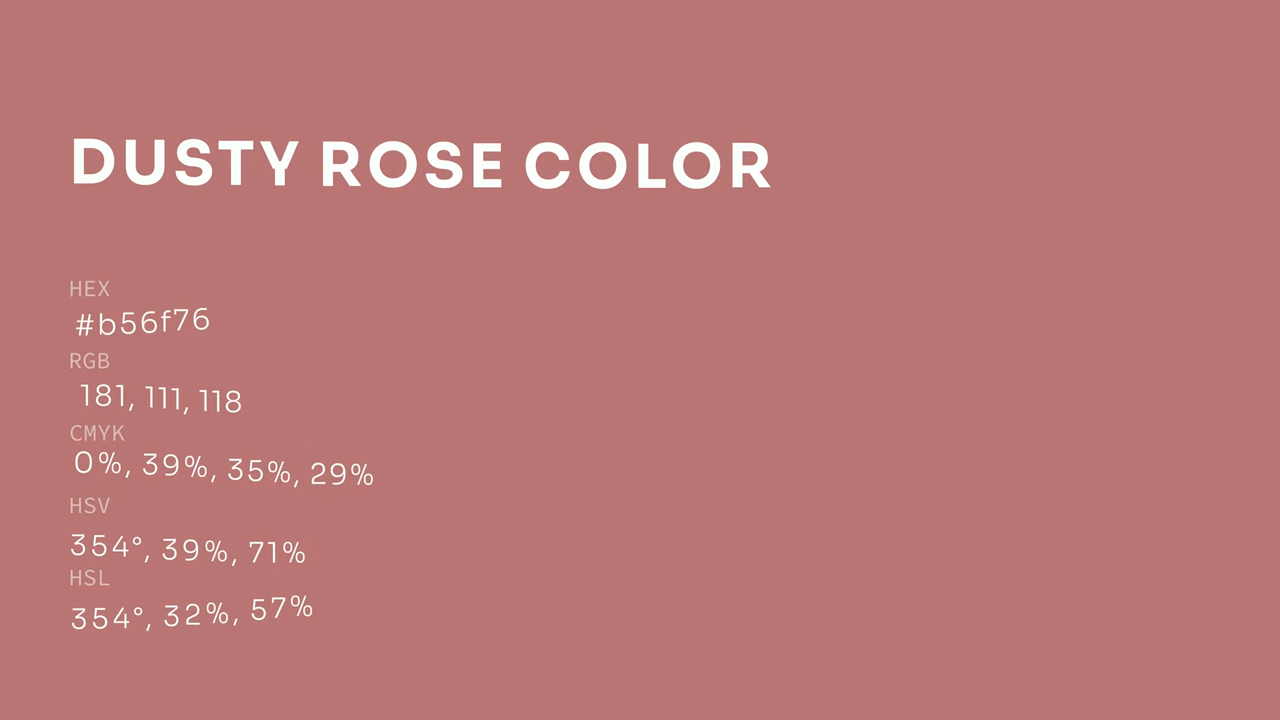 DUSTY ROSE COLOR
HEX
#b56f76
RGB
181, 111, 118
CMYK
0%, 39%, 35%, 29%
HSV
354°, 39%, 71%
HSL
354°, 32%, 57%